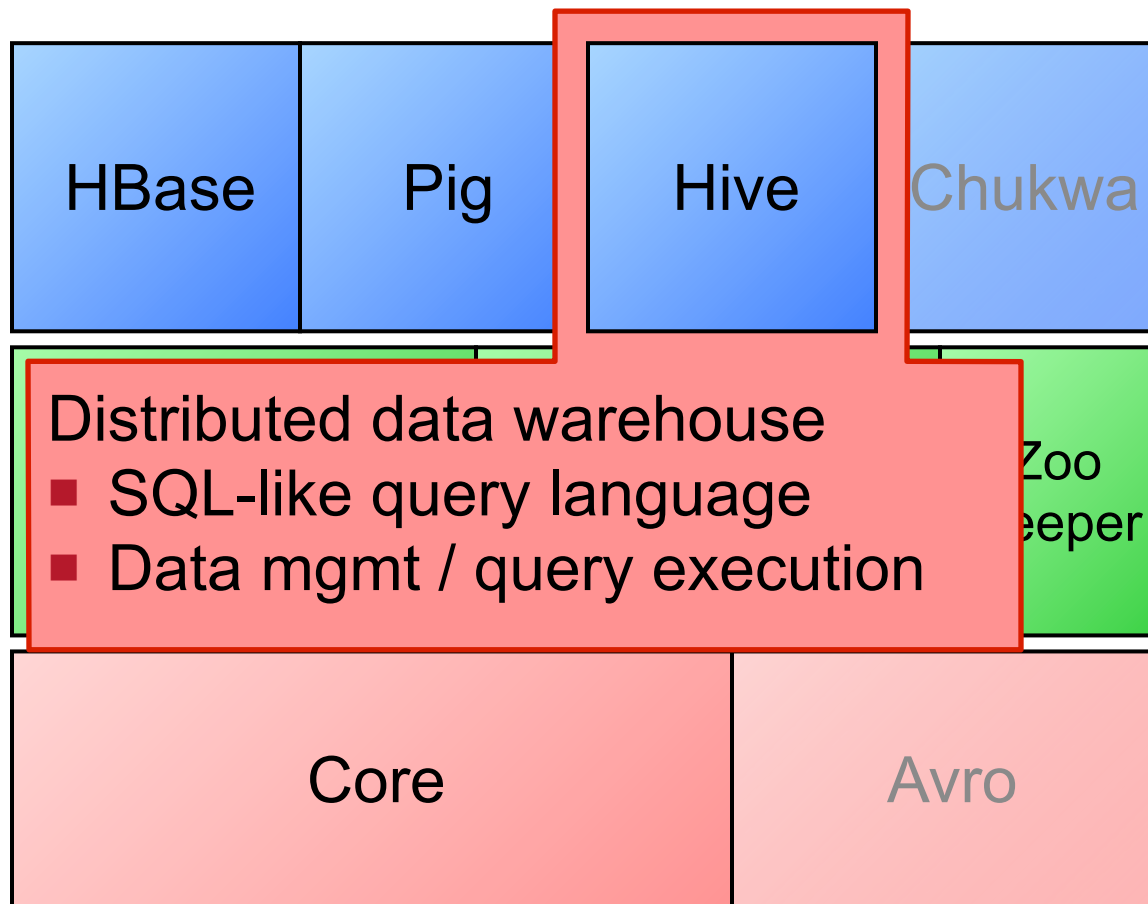 HBase Pig Hive Chukwa
Distributed data warehouse
■ SQL-like query language
■ Data mgmt / query execution
Zoo
eeper
Core Avro